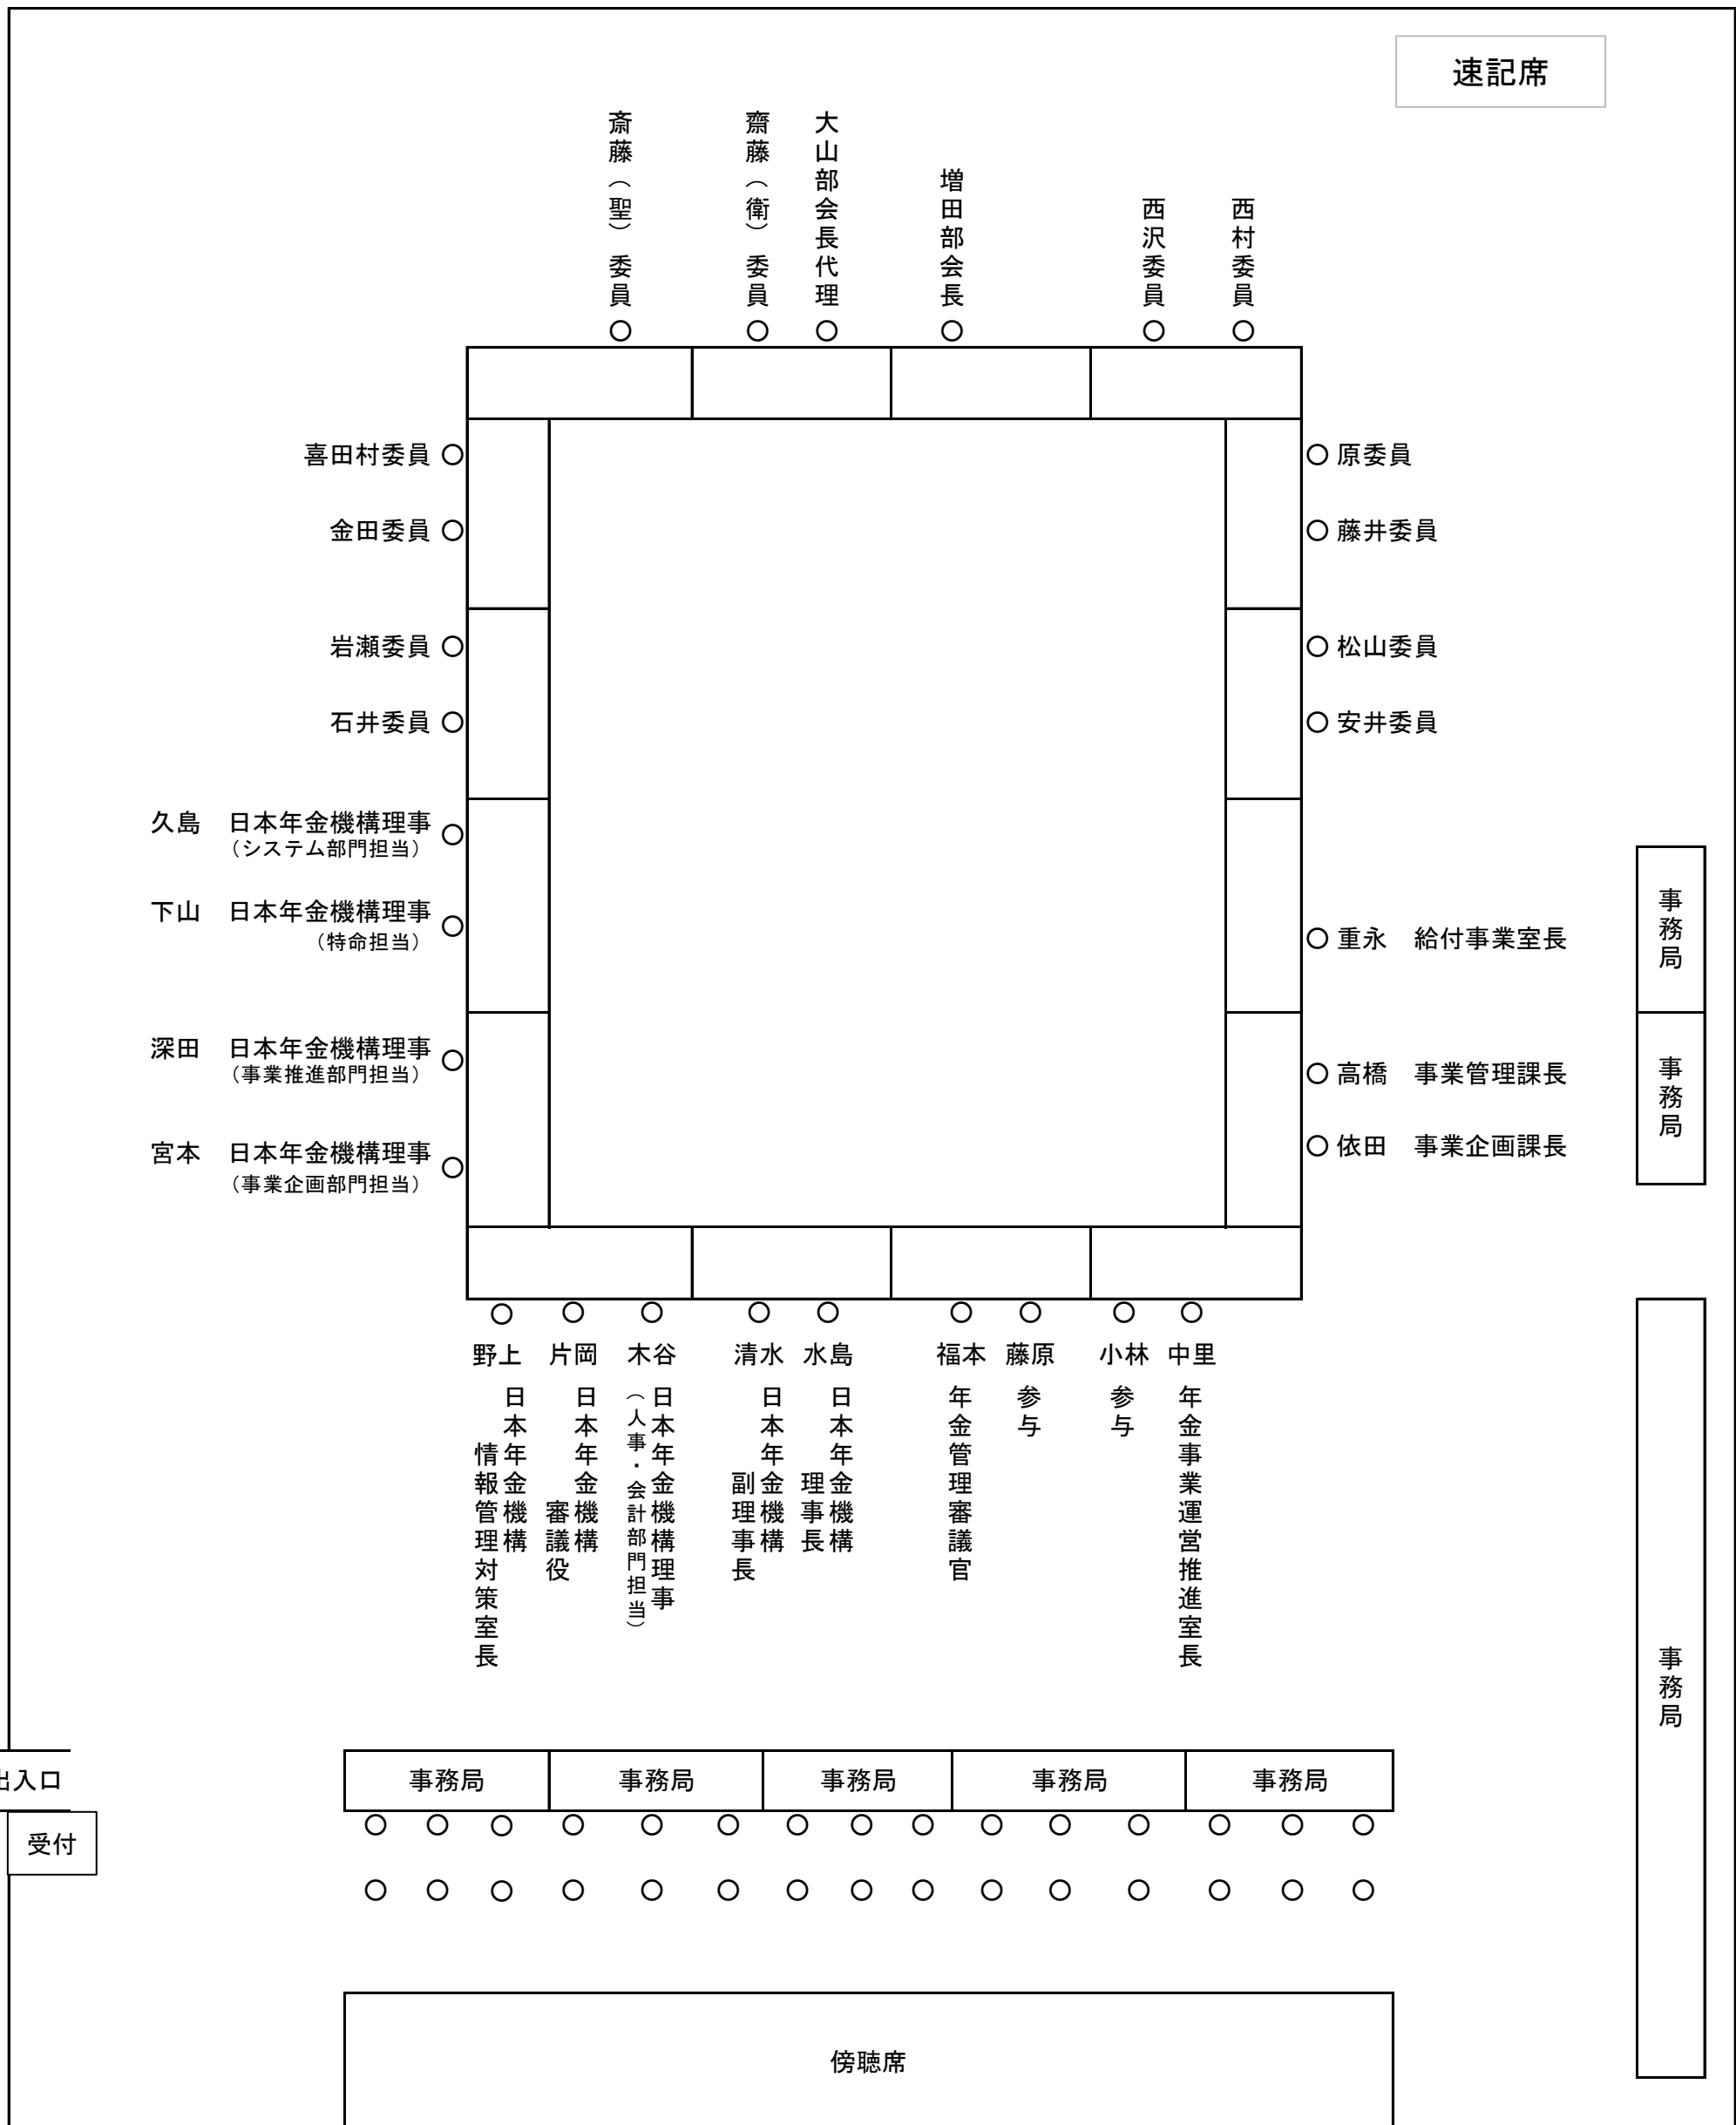 速記席
斎藤（聖）委員
齋藤（衛）委員
大山部会長代理
増田部会長
西沢委員
西村委員
喜田村委員
金田委員
岩瀬委員
石井委員
久島　日本年金機構理事
（システム部門担当）
下山　日本年金機構理事
（特命担当）
深田　日本年金機構理事
（事業推進部門担当）
宮本　日本年金機構理事
（事業企画部門担当）
原委員
藤井委員
松山委員
安井委員
重永　給付事業室長
高橋　事業管理課長
依田　事業企画課長
事務局
事務局
野上
日本年金機構
情報管理対策室長
片岡
日本年金機構
審議役
木谷
日本年金機構理事
（人事・会計部門担当）
清水
日本年金機構
副理事長
水島
日本年金機構
理事長
福本
年金管理審議官
藤原
参与
小林
参与
中里
年金事業運営推進室長
事務局
出入口
受付
事務局
事務局
事務局
事務局
事務局
傍聴席